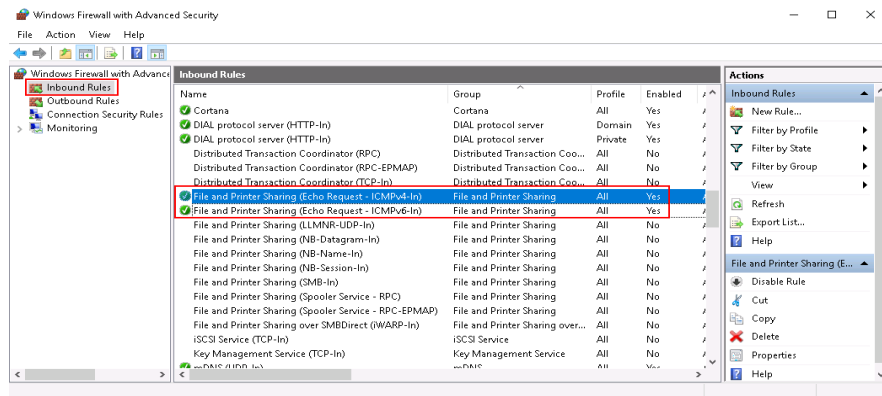 Windows Firewall with Advanced Security
File Action View Help
Windows Firewall with Advance
Inbound Rules
Outbound Rules
Connection Security Rules
Monitoring
Inbound Rules
Name Group Profile Enabled
Cortana Cortana All Yes
DIAL protocol server (HTTP-In) DIAL protocol server Domain Yes
DIAL protocol server (HTTP-In) DIAL protocol server Private Yes
Distributed Transaction Coordinator (RPC) Distributed Transaction Coo... All No
Distributed Transaction Coordinator (RPC-EPMAP) Distributed Transaction Coo... All No
Distributed Transaction Coordinator (TCP-In) Distributed Transaction Coo... All No
File and Printer Sharing (Echo Request - ICMPv4-In) File and Printer Sharing All Yes
File and Printer Sharing (Echo Request - ICMPv6-In) File and Printer Sharing All Yes
File and Printer Sharing (LLMNR-UDP-In) File and Printer Sharing All No
File and Printer Sharing (NB-Datagram-In) File and Printer Sharing All No
File and Printer Sharing (NB-Name-In) File and Printer Sharing All No
File and Printer Sharing (NB-Session-In) File and Printer Sharing All No
File and Printer Sharing (SMB-In) File and Printer Sharing All No
File and Printer Sharing (Spooler Service - RPC) File and Printer Sharing All No
File and Printer Sharing (Spooler Service - RPC-EPMAP) File and Printer Sharing All No
File and Printer Sharing over SMBDirect (iWARP-In) File and Printer Sharing over... All No
iSCSI Service (TCP-In) iSCSI Service All No
Key Management Service (TCP-In) Key Management Service All No
mDNS (UDP-In) mDNS All Yes
Actions
Inbound Rules
New Rule...
Filter by Profile
Filter by State
Filter by Group
View
Refresh
Export List...
Help
File and Printer Sharing (E...
Disable Rule
Cut
Copy
Delete
Properties
Help